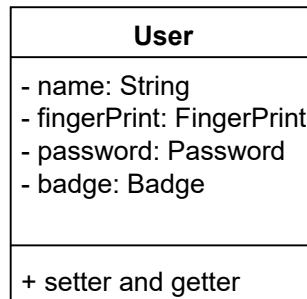 User
- name: String
- fingerPrint: FingerPrint
- password: Password
- badge: Badge
+ setter and getter